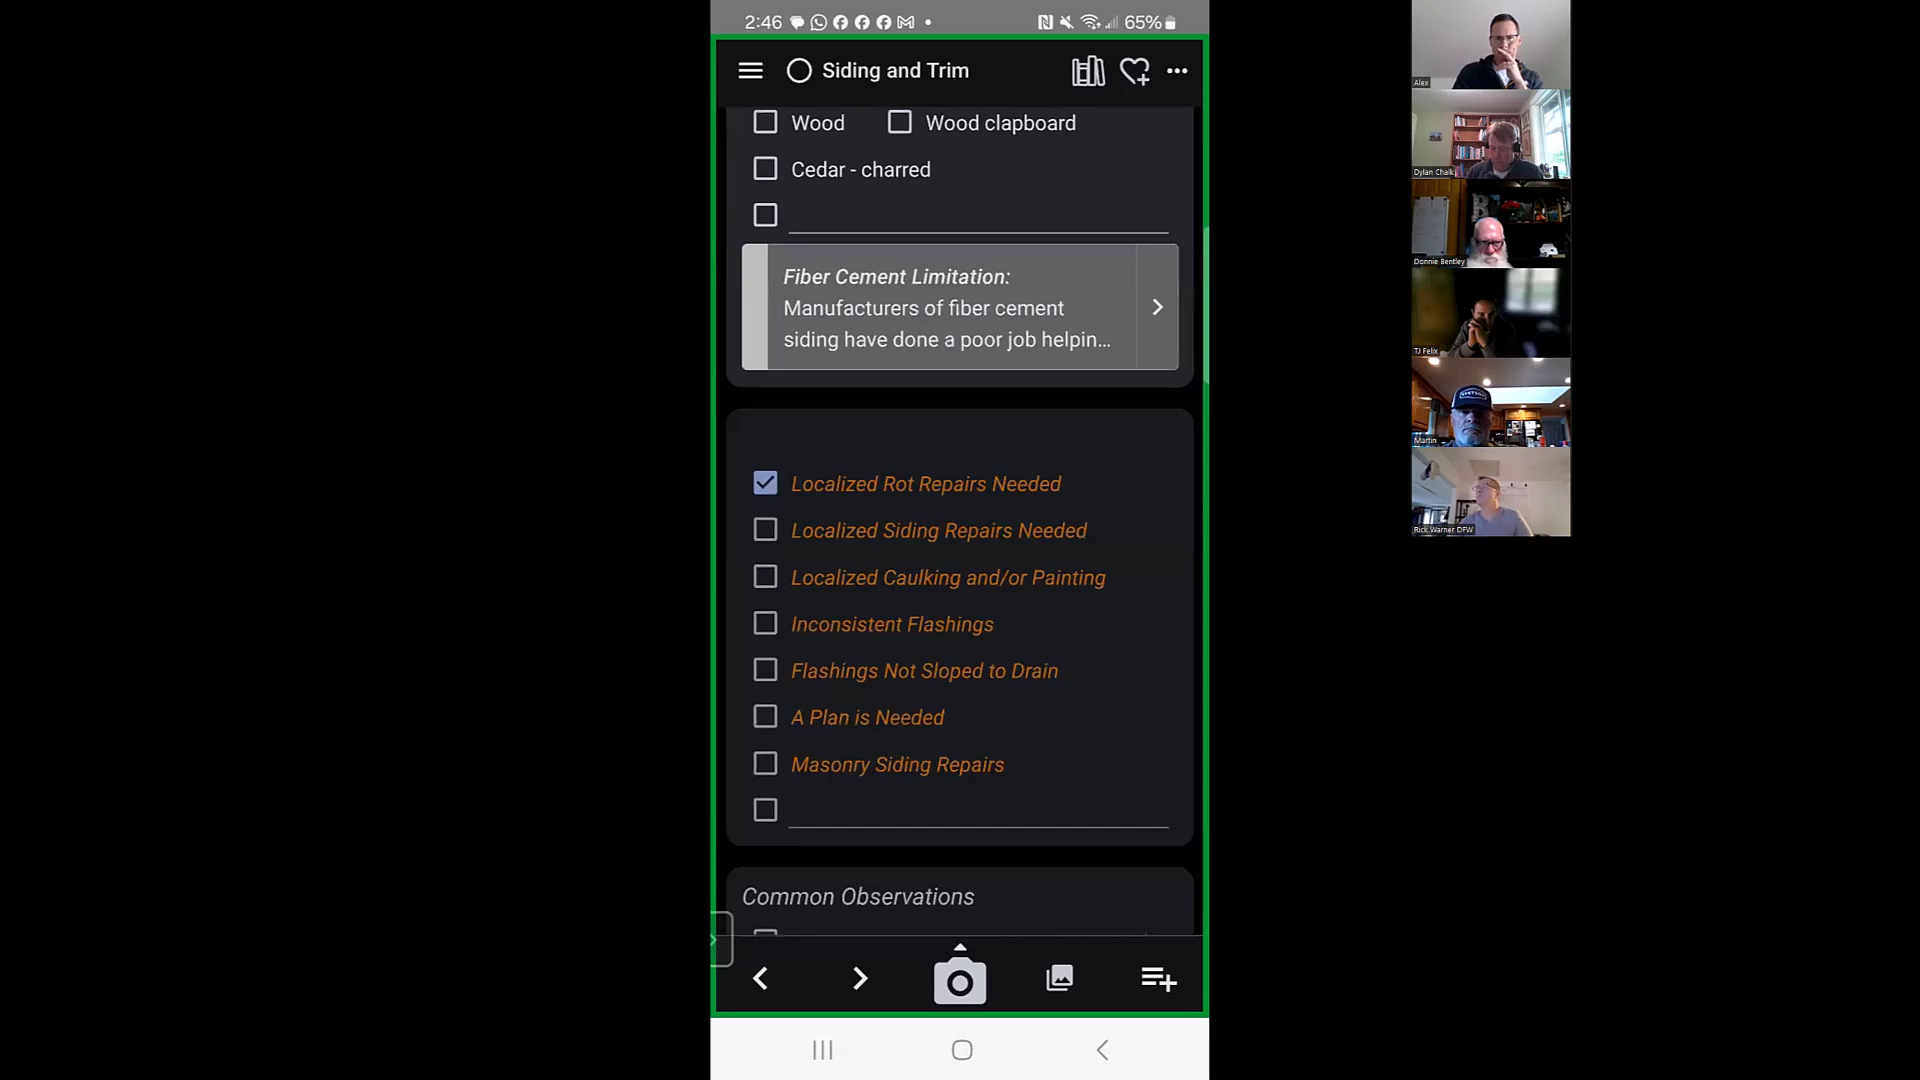 2:46
65%
Siding and Trim
Wood
Wood clapboard
Cedar - charred
Fiber Cement Limitation:
Manufacturers of fiber cement
siding have done a poor job helpin...
Localized Rot Repairs Needed
Localized Siding Repairs Needed
Localized Caulking and/or Painting
Inconsistent Flashings
Flashings Not Sloped to Drain
A Plan is Needed
Masonry Siding Repairs
Common Observations
Alex
Dylan Chalk
Donnie Bentley
TJ Felix
Martin
Rick Warner DFW